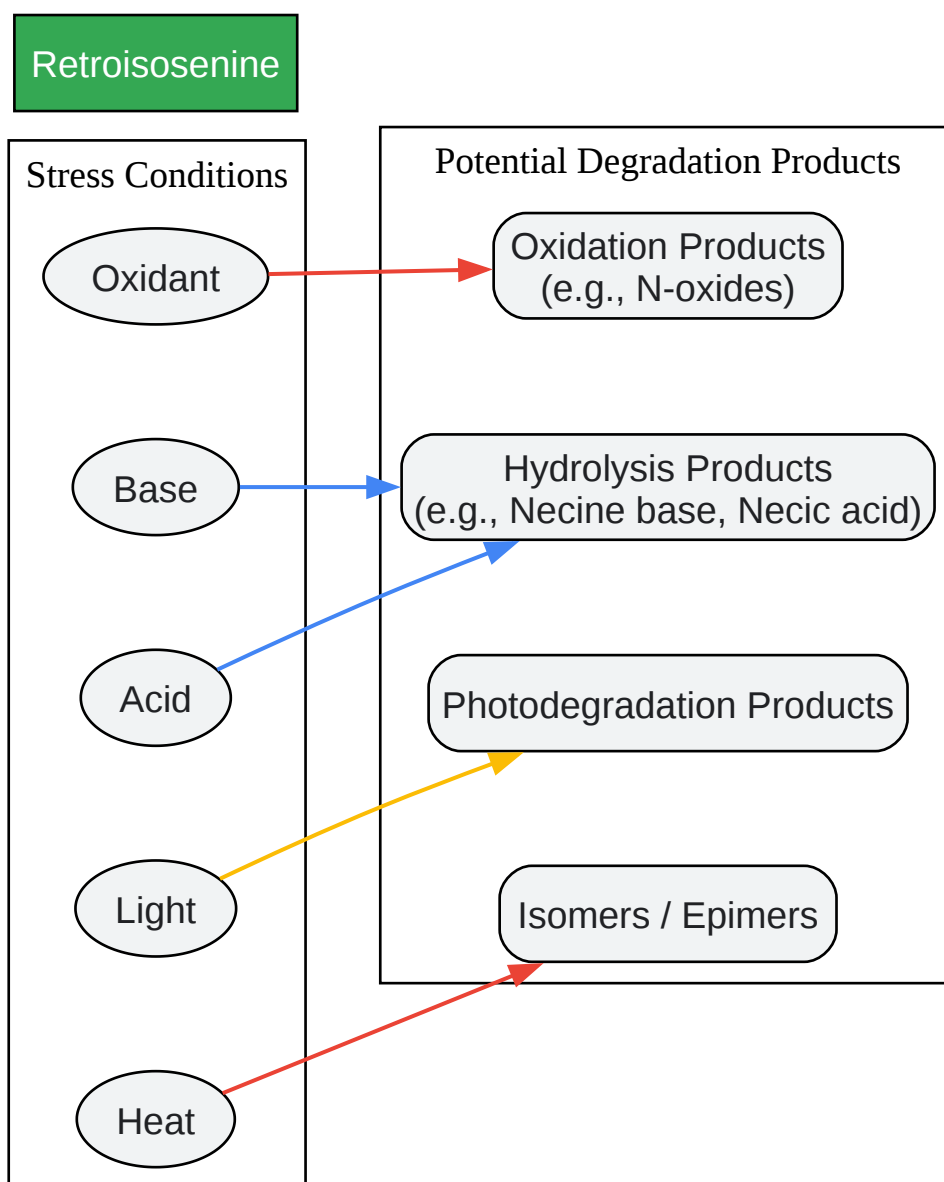 Retroisosenine
Stress Conditions
Oxidant
Base
Acid
Light
Heat
Potential Degradation Products
Oxidation Products
(e.g., N-oxides)
Hydrolysis Products
(e.g., Necine base, Necic acid)
Photodegradation Products
Isomers / Epimers